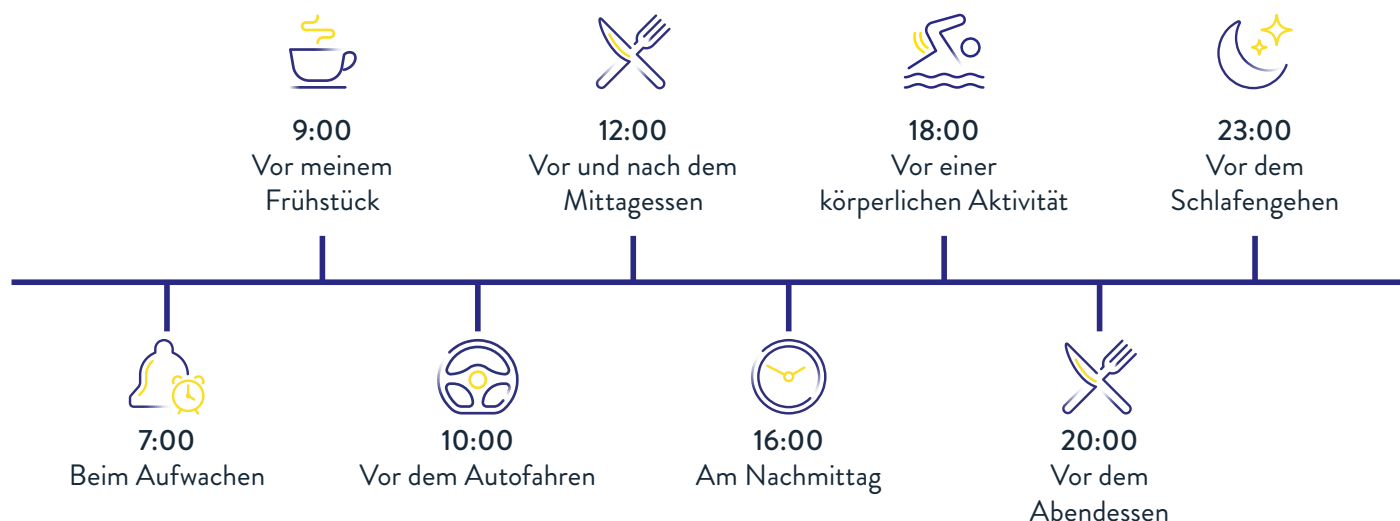 9:00
Vor meinem
Frühstück
12:00
Vor und nach dem
Mittagessen
18:00
Vor einer
körperlichen Aktivität
23:00
Vor dem
Schlafengehen
7:00
Beim Aufwachen
10:00
Vor dem Autofahren
16:00
Am Nachmittag
20:00
Vor dem
Abendessen